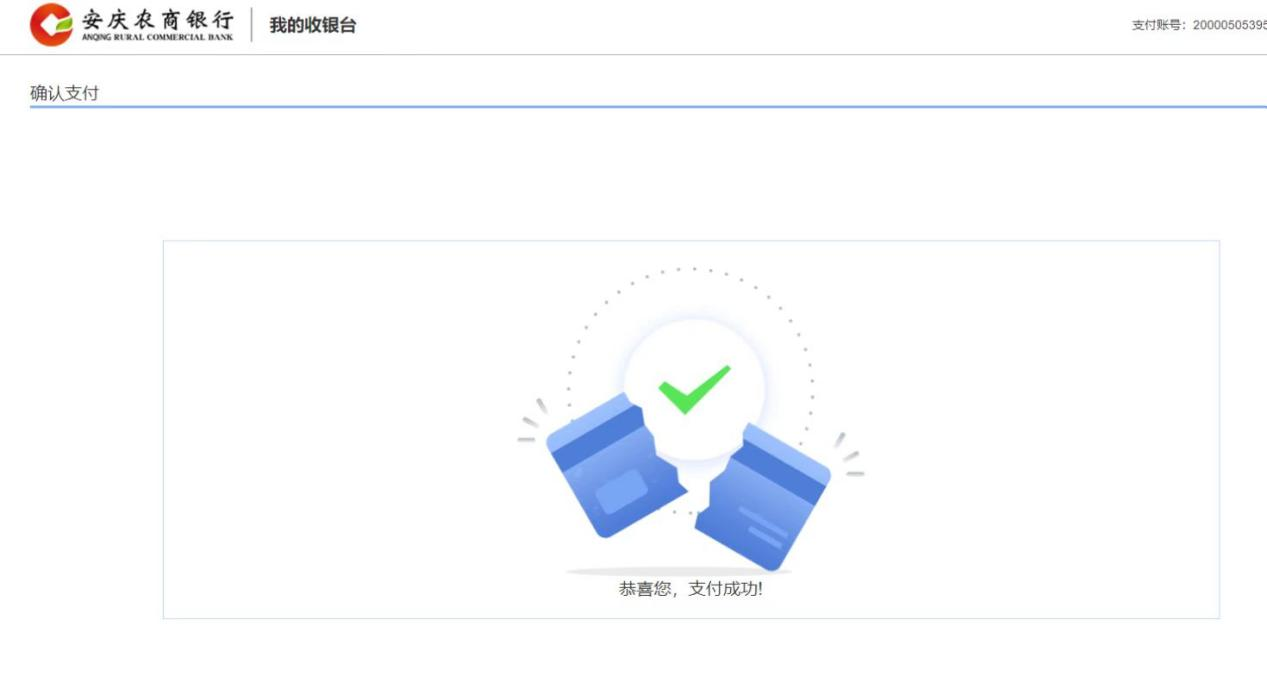 安庆农商银行
ANQING RURAL COMMERCIAL BANK
我的收银台
支付账号：20000505395
确认支付
恭喜您，支付成功!